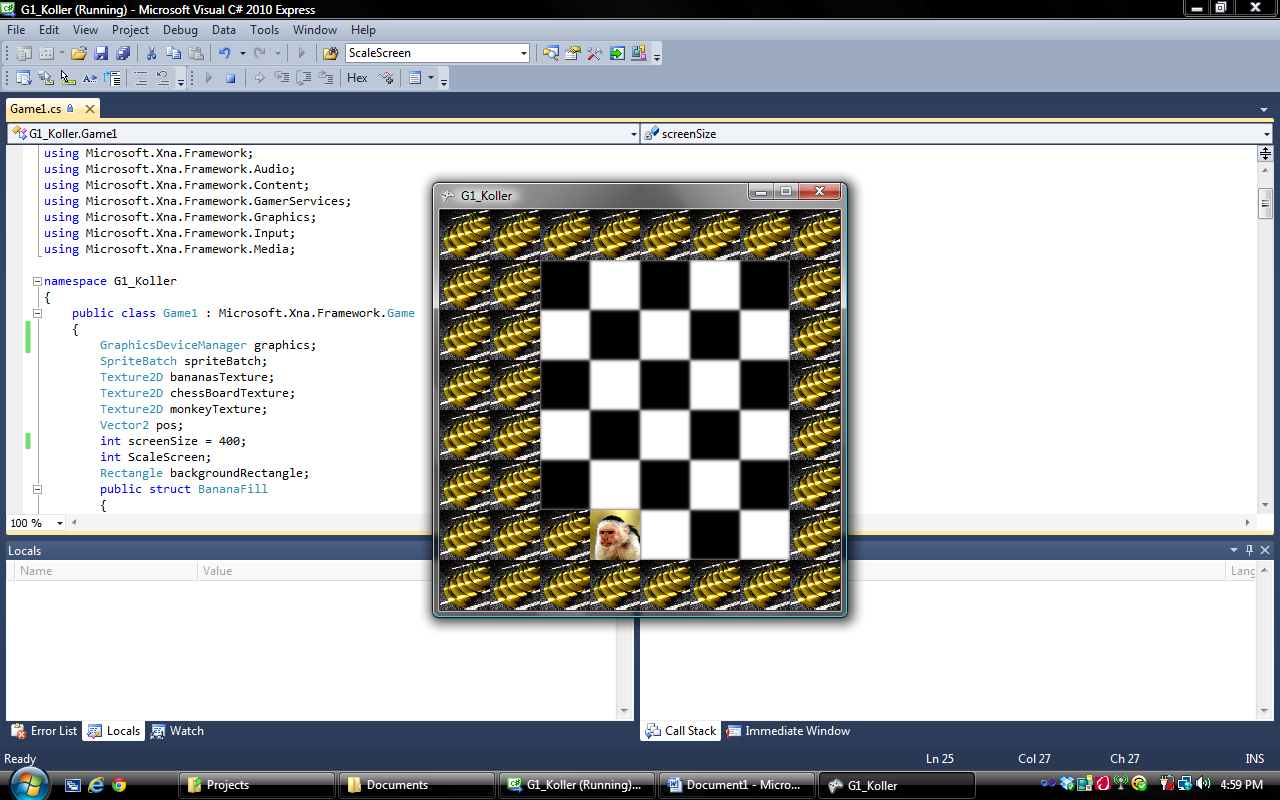 G1_Koller (Running) - Microsoft Visual C# 2010 Express
File Edit View Project Debug Data Tools Window Help
ScaleScreen
Hex
Game1.cs
G1_Koller.Game1
screenSize
using Microsoft.Xna.Framework;
using Microsoft.Xna.Framework.Audio;
using Microsoft.Xna.Framework.Content;
using Microsoft.Xna.Framework.GamerServices;
using Microsoft.Xna.Framework.Graphics;
using Microsoft.Xna.Framework.Input;
using Microsoft.Xna.Framework.Media;
namespace G1_Koller
{
public class Game1 : Microsoft.Xna.Framework.Game
{
GraphicsDeviceManager graphics;
SpriteBatch spriteBatch;
Texture2D bananasTexture;
Texture2D chessBoardTexture;
Texture2D monkeyTexture;
Vector2 pos;
int screenSize = 400;
int ScaleScreen;
Rectangle backgroundRectangle;
public struct BananaFill
{
100 %
G1_Koller
Locals
Name Value
Lang
Error List Locals Watch
Call Stack Immediate Window
Ready Ln 25 Col 27 Ch 27 INS
Projects Documents G1_Koller (Running)... Document1 - Micro... G1_Koller 4:59 PM